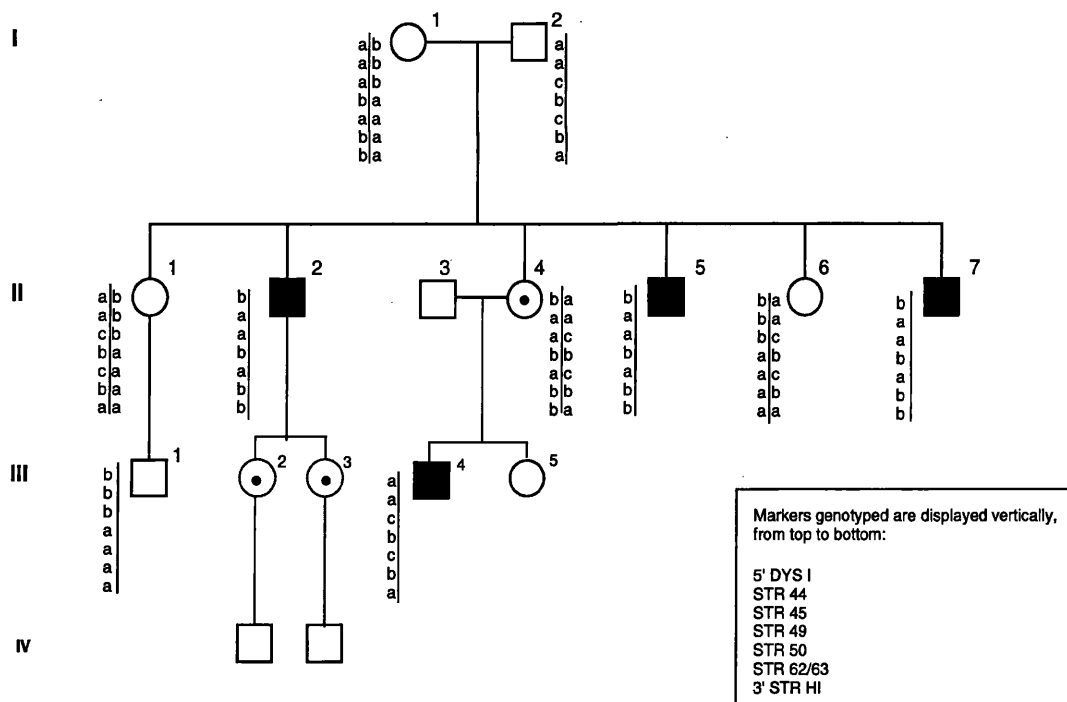 I
1
2
a|b
a|b
a|b
b|a
a|a
b|a
b|a
a
a
c
b
c
b
a
II
1
2
3
4
5
6
7
a|b
a|b
c|b
b|a
c|a
b|a
a|a
b
a
a
b
a
b
b
b|a
a|a
a|c
b|b
a|c
b|b
b|a
b
a
a
b
a
b
b
b|a
b|a
b|c
a|b
a|c
a|b
a|a
b
a
a
b
a
b
b
III
1
2
3
4
5
b
b
b
a
a
a
a
a
a
c
b
c
b
a
IV
Markers genotyped are displayed vertically,
from top to bottom:
5' DYS I
STR 44
STR 45
STR 49
STR 50
STR 62/63
3' STR HI